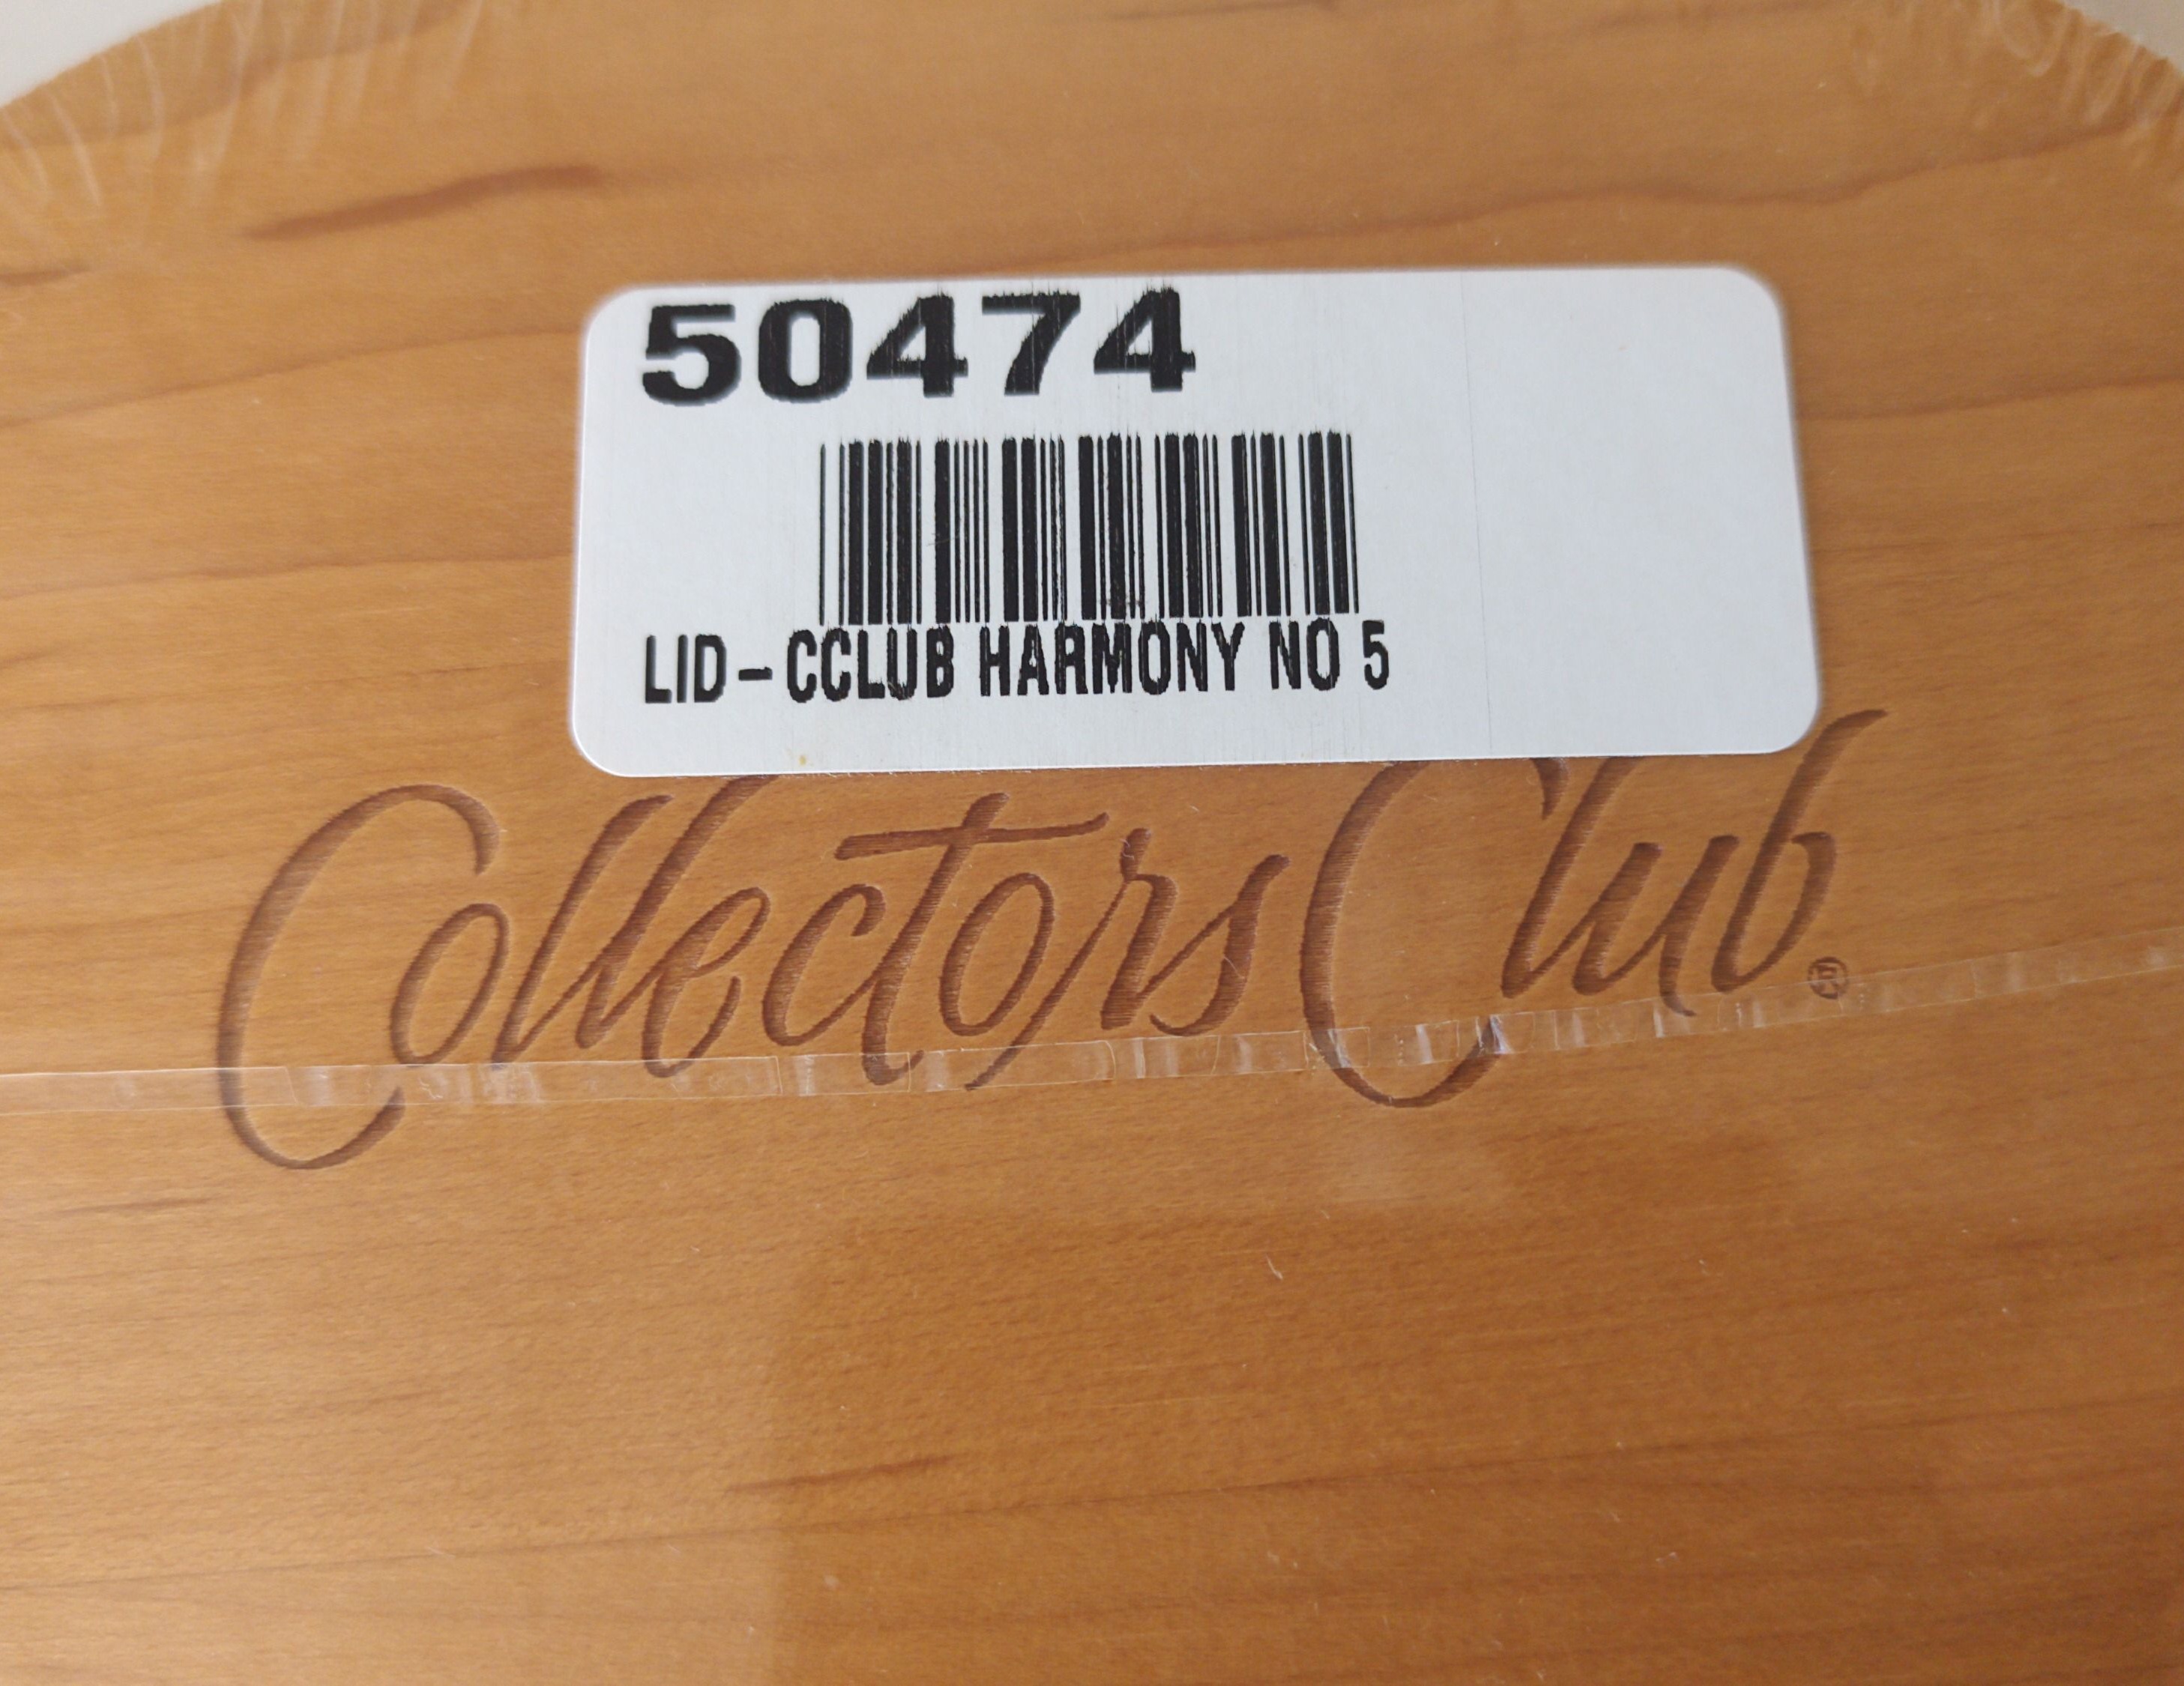 50474
LID-CCLUB HARMONY NO 5
Collectors Club®